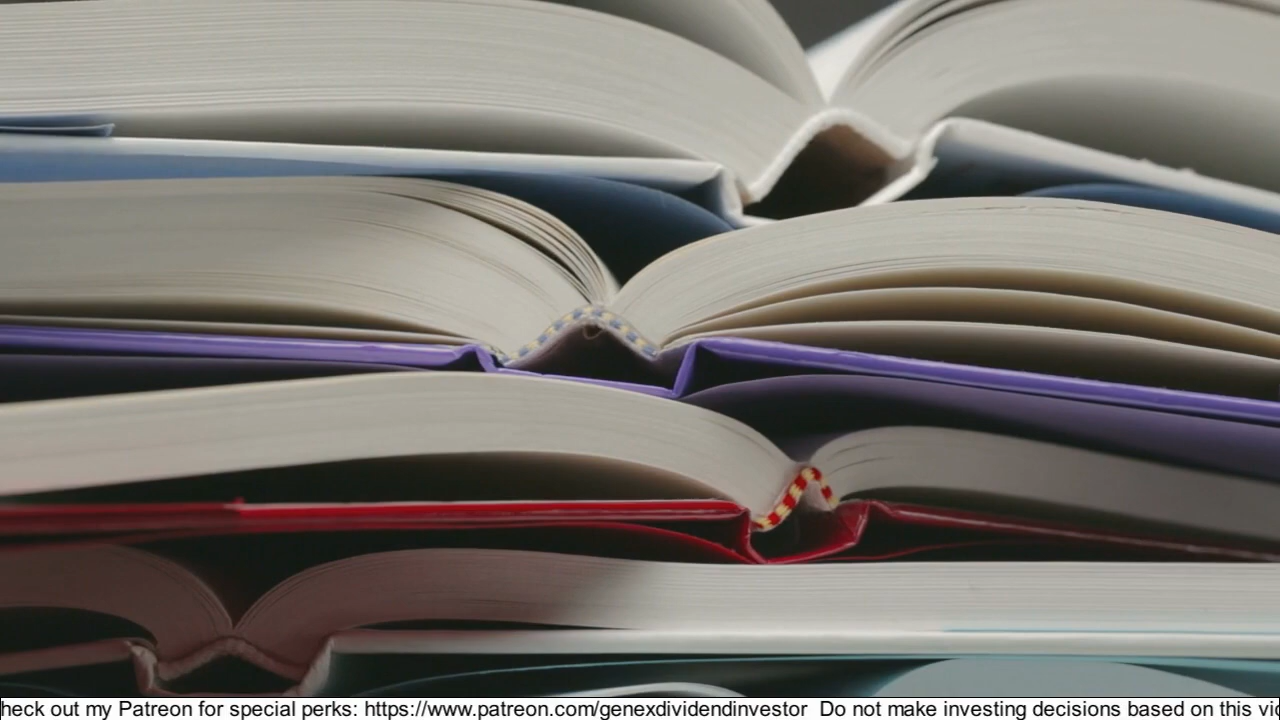 heck out my Patreon for special perks: https://www.patreon.com/genexdividendinvestor  Do not make investing decisions based on this vid